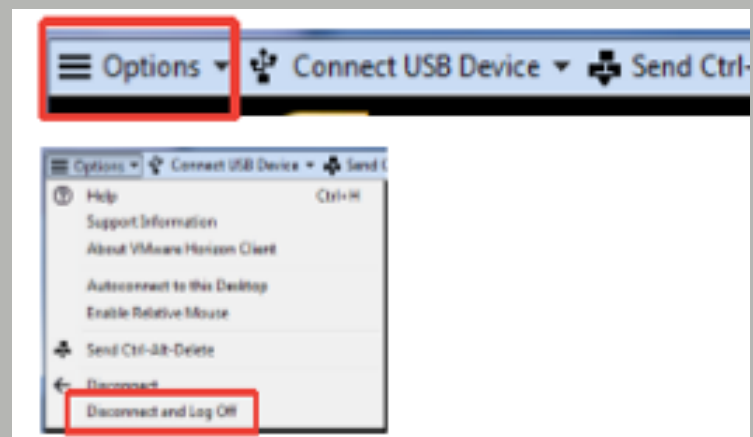 Options Connect USB Device Send Ctrl-
Options Connect USB Device Send C
Help Ctrl+H
Support Information
About VMware Horizon Client
Autoconnect to this Desktop
Enable Relative Mouse
Send Ctrl-Alt-Delete
Disconnect
Disconnect and Log Off